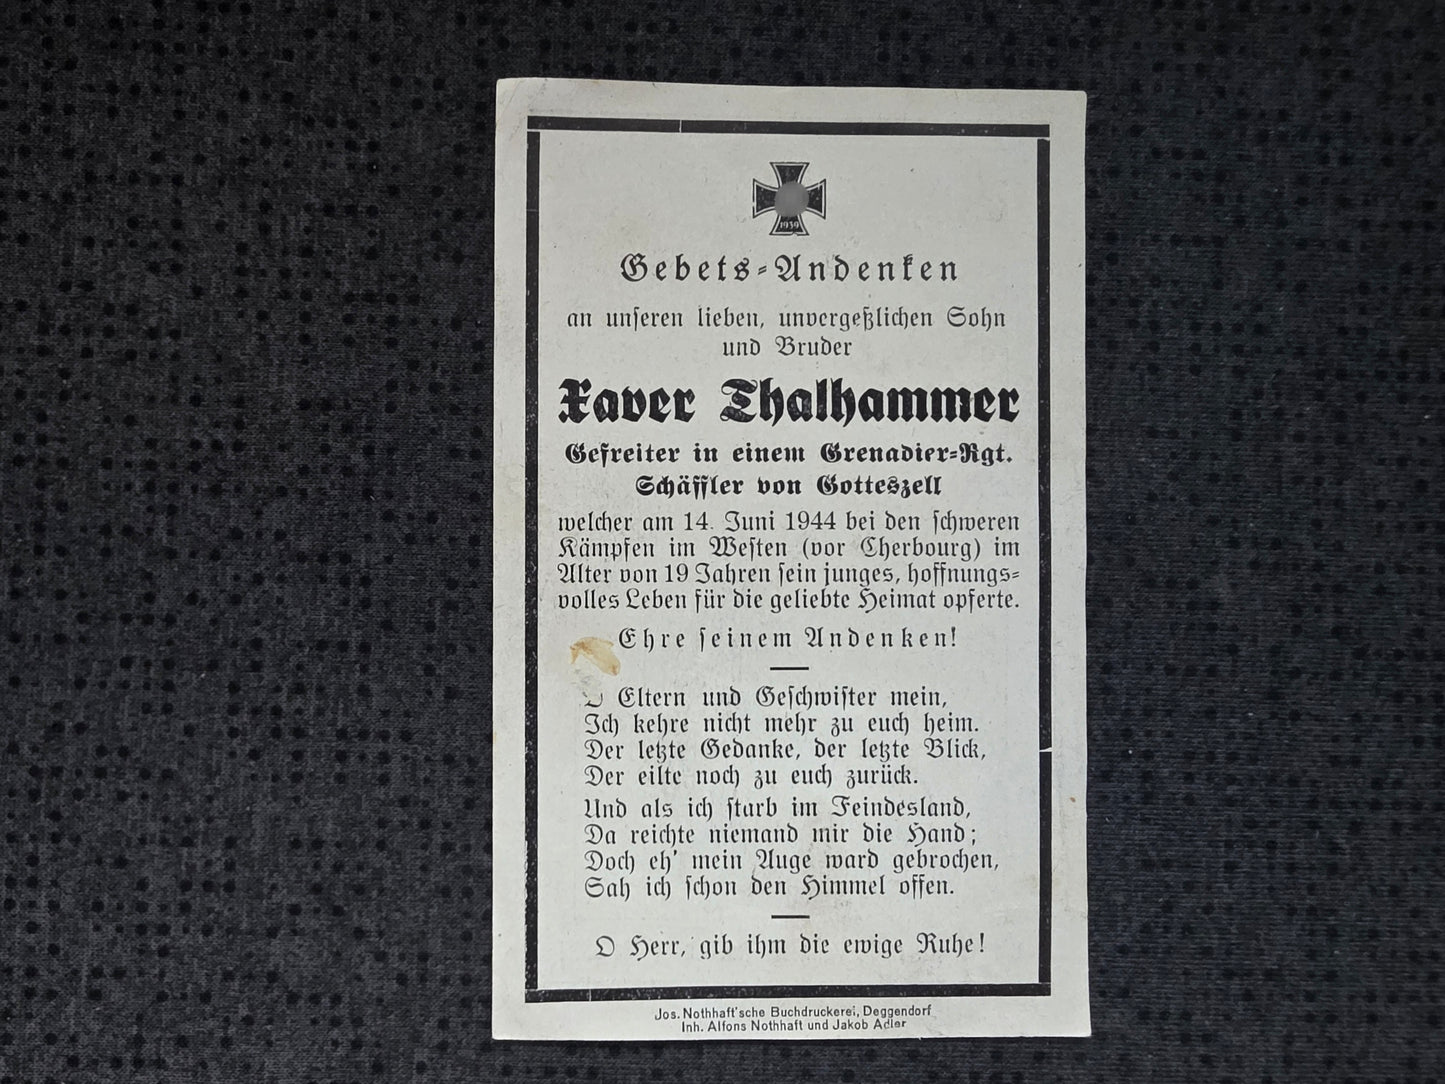 1939
Gebets-Andenken
an unseren lieben, unvergeßlichen Sohn
und Bruder
Xaver Thalhammer
Gefreiter in einem Grenadier-Rgt.
Schäffler von Gotteszell
welcher am 14. Juni 1944 bei den schweren
Kämpfen im Westen (vor Cherbourg) im
Alter von 19 Jahren sein junges, hoffnungs-
volles Leben für die geliebte Heimat opferte.
Ehre seinem Andenken!
O Eltern und Geschwister mein,
Ich kehre nicht mehr zu euch heim.
Der letzte Gedanke, der letzte Blick,
Der eilte noch zu euch zurück.
Und als ich starb im Feindesland,
Da reichte niemand mir die Hand;
Doch eh' mein Auge ward gebrochen,
Sah ich schon den Himmel offen.
O Herr, gib ihm die ewige Ruhe!
Jos. Nothhaft'sche Buchdruckerei, Deggendorf
Inh. Alfons Nothhaft und Jakob Adler